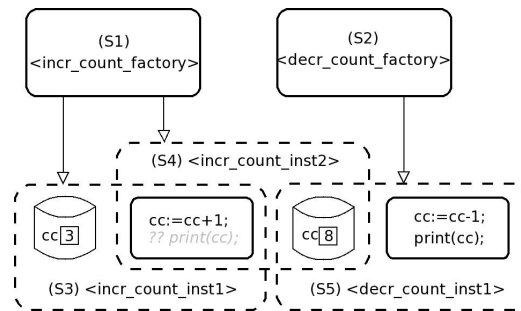 (S1)
<incr_count_factory>
(S2)
<decr_count_factory>
(S4) <incr_count_inst2>
cc 3
cc:=cc+1;
?? print(cc);
cc 8
cc:=cc-1;
print(cc);
(S3) <incr_count_inst1>
(S5) <decr_count_inst1>